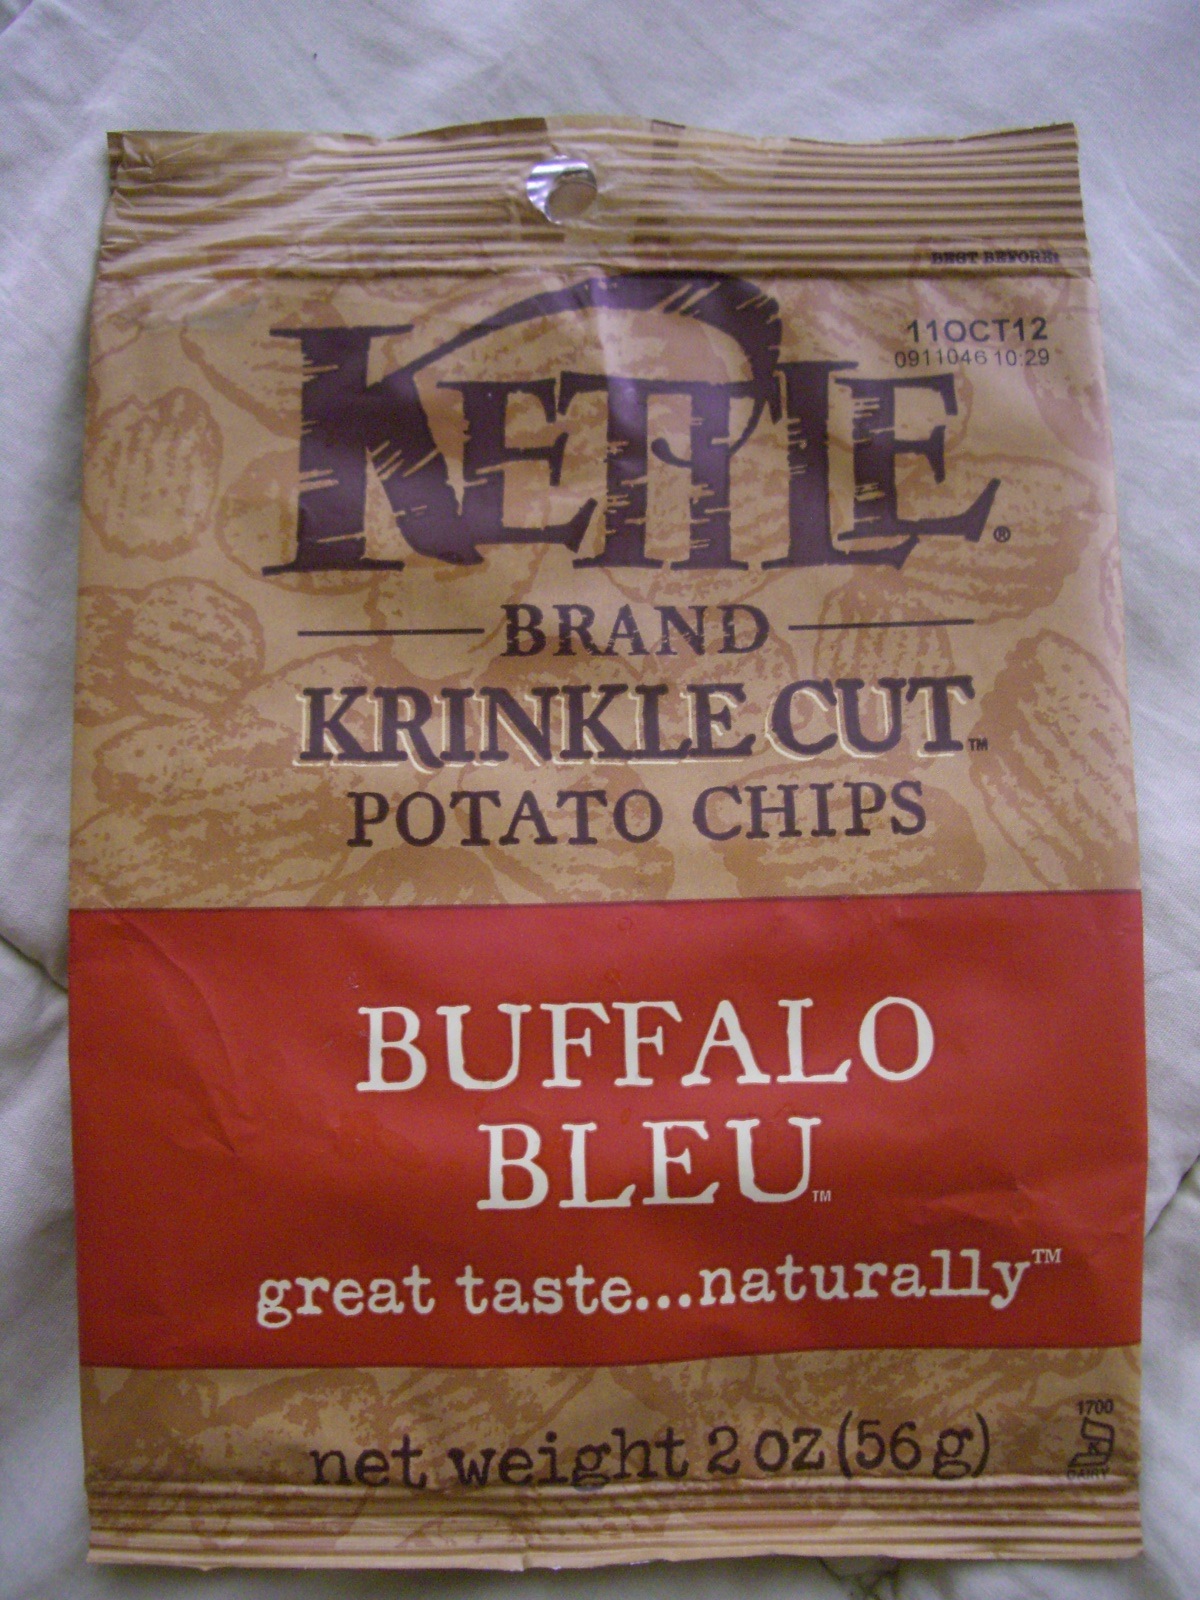 BEST BEFORE:
11OCT12
0911046 10:29
KETTLE®
BRAND
KRINKLE CUT™
POTATO CHIPS
BUFFALO
BLEU™
great taste...naturally™
net weight 2 oz (56 g)
1700
K
DAIRY